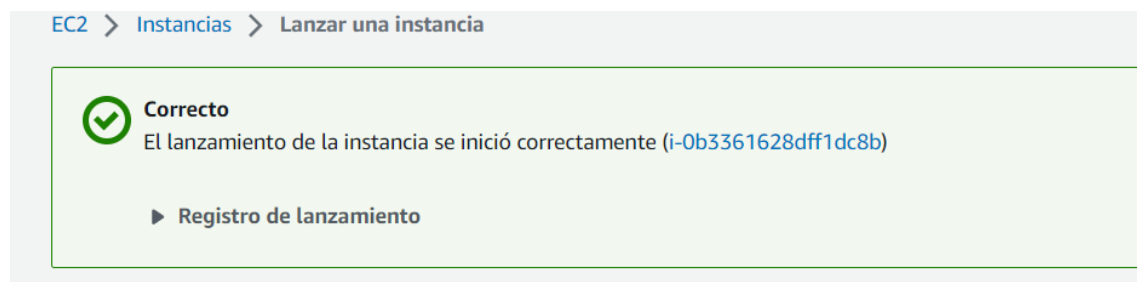 EC2 > Instancias > Lanzar una instancia
Correcto
El lanzamiento de la instancia se inició correctamente (i-0b3361628dff1dc8b)
Registro de lanzamiento